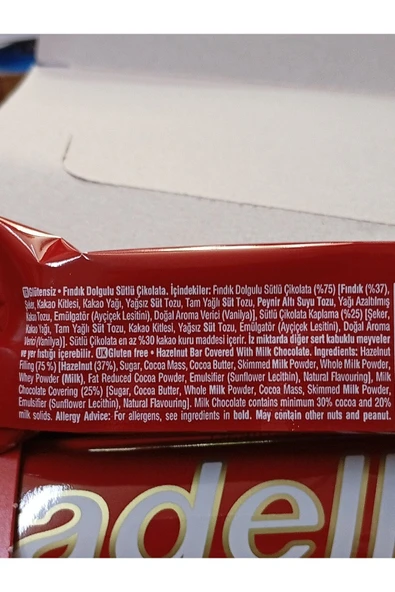 Glütensiz • Fındık Dolgulu Sütlü Çikolata. İçindekiler: Fındık Dolgulu Sütlü Çikolata (%75) [Fındık (%37),
Şeker, Kakao Kitlesi, Kakao Yağı, Yağsız Süt Tozu, Tam Yağlı Süt Tozu, Peynir Altı Suyu Tozu, Yağı Azaltılmış
Kakao Tozu, Emülgatör (Ayçiçek Lesitini), Doğal Aroma Verici (Vanilya)], Sütlü Çikolata Kaplama (%25) [Şeker,
Kakao Yağı, Tam Yağlı Süt Tozu, Kakao Kitlesi, Yağsız Süt Tozu, Emülgatör (Ayçiçek Lesitini), Doğal Aroma
Verici (Vanilya)]. Sütlü Çikolata en az %30 kakao kuru maddesi içerir. İz miktarda diğer sert kabuklu meyveler
ve yer fıstığı içerebilir. UK Gluten free • Hazelnut Bar Covered With Milk Chocolate. Ingredients: Hazelnut
Filling (75 %) [Hazelnut (37%), Sugar, Cocoa Mass, Cocoa Butter, Skimmed Milk Powder, Whole Milk Powder,
Whey Powder (Milk), Fat Reduced Cocoa Powder, Emulsifier (Sunflower Lecithin), Natural Flavouring], Milk
Chocolate Covering (25%) [Sugar, Cocoa Butter, Whole Milk Powder, Cocoa Mass, Skimmed Milk Powder,
Emulsifier (Sunflower Lecithin), Natural Flavouring]. Milk Chocolate contains minimum 30% cocoa and 20%
milk solids. Allergy Advice: For allergens, see ingredients in bold. May contain other nuts and peanut.
adel